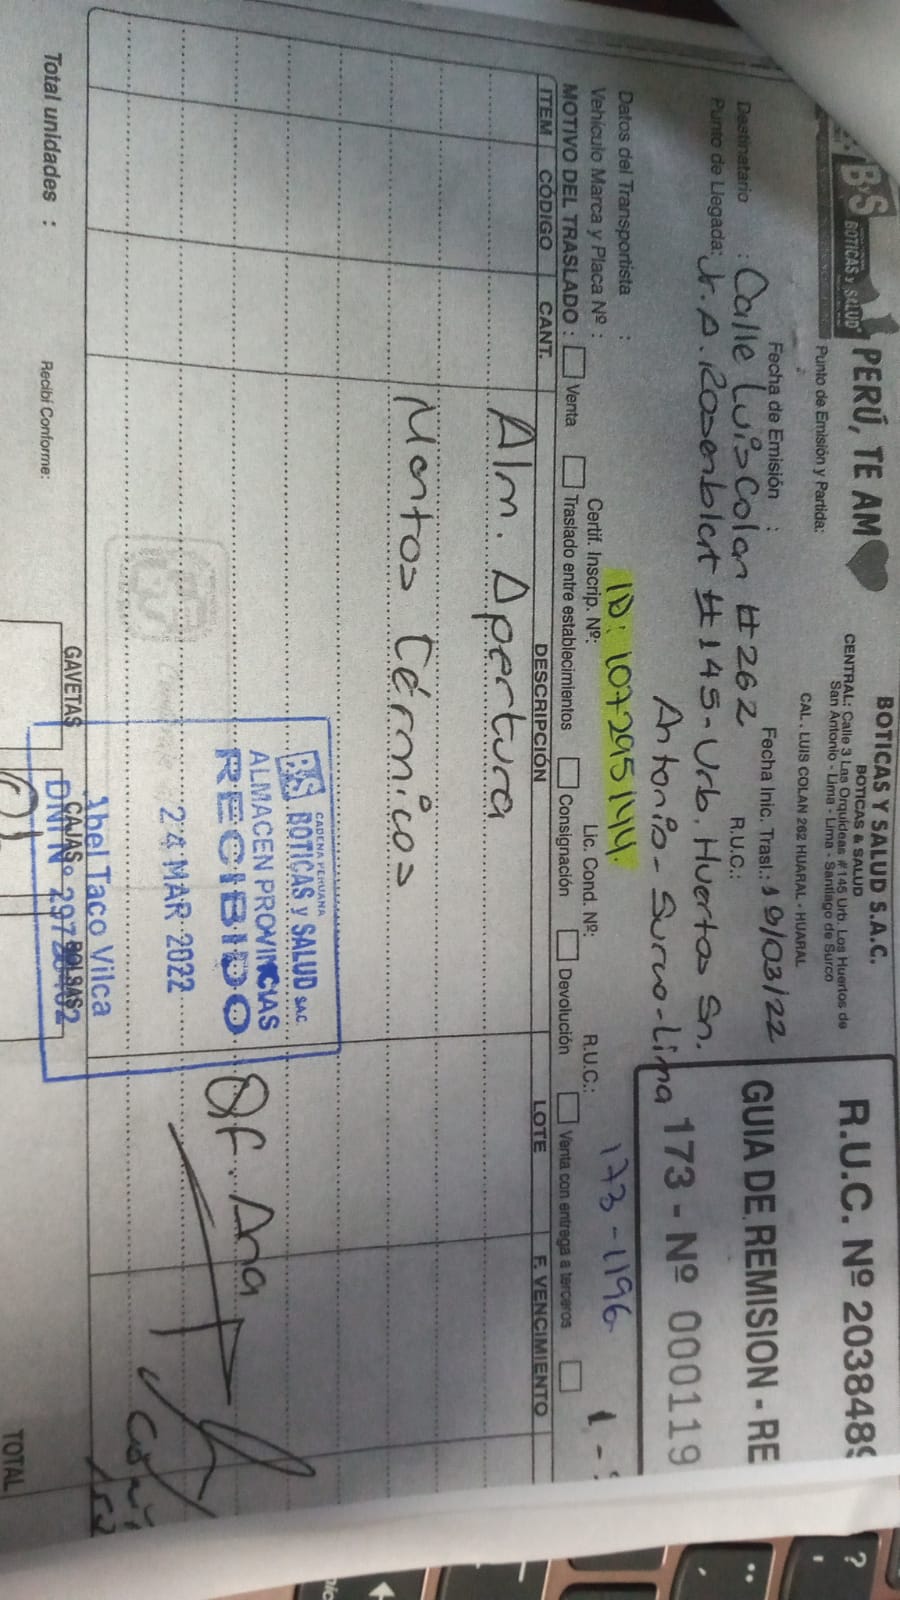 B·S BOTICAS y SALUD
PERÚ, TE AM
BOTICAS Y SALUD S.A.C.
BOTICAS & SALUD
CENTRAL: Calle 3 Las Orquideas #145 Urb. Los Huertos de
San Antonio - Lima - Lima - Santiago de Surco
CAL. LUIS COLAN 262 HUARAL - HUARAL
R.U.C. Nº 2038489
GUIA DE REMISION - RE
173 - Nº 000119
Punto de Emisión y Partida:
Fecha de Emisión :
Fecha Inic. Trasl.: 19/03/22
Destinatario : Calle Luis Colan #262 R.U.C.:
Punto de Llegada: Jr. A. Rosenblat #145-Urb. Huertos Sn.
Antonio - Surco - Lima
ID: 107295144.
173-1196
Datos del Transportista :
Vehículo Marca y Placa Nº :
Certif. Inscrip. Nº:
Lic. Cond. Nº:
R.U.C.:
MOTIVO DEL TRASLADO : Venta Traslado entre establecimientos Consignación Devolución Venta con entrega a terceros
ITEM CÓDIGO CANT. DESCRIPCIÓN LOTE F. VENCIMIENTO
Alm. Apertura
Mantas térmicos
CADENA PERUANA
B·S BOTICAS y SALUD S.A.C
ALMACEN PROVINCIAS
RECIBIDO
24 MAR 2022
QF. Ana
Abel Taco Vilca
DNI Nº
Total unidades :
Recibí Conforme:
GAVETAS
CAJAS
BOLSAS
TOTAL